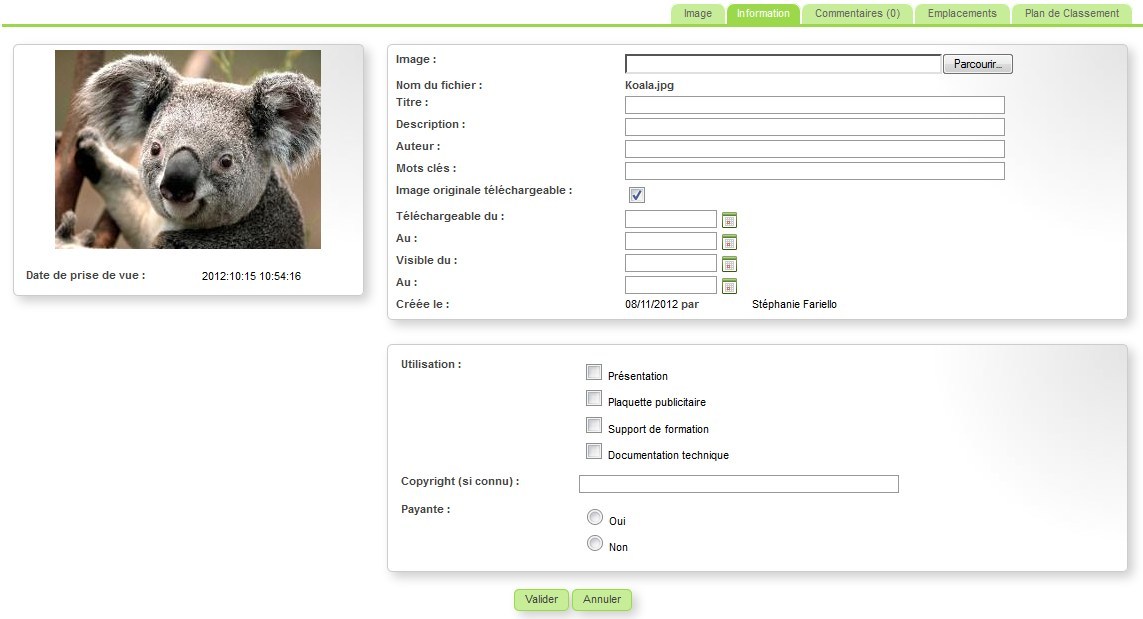 Image Information Commentaires (0) Emplacements Plan de Classement
Date de prise de vue : 2012:10:15 10:54:16
Image : Parcourir...
Nom du fichier : Koala.jpg
Titre :
Description :
Auteur :
Mots clés :
Image originale téléchargeable :
Téléchargeable du :
Au :
Visible du :
Au :
Créée le : 08/11/2012 par Stéphanie Fariello
Utilisation :
Présentation
Plaquette publicitaire
Support de formation
Documentation technique
Copyright (si connu) :
Payante :
Oui
Non
Valider Annuler